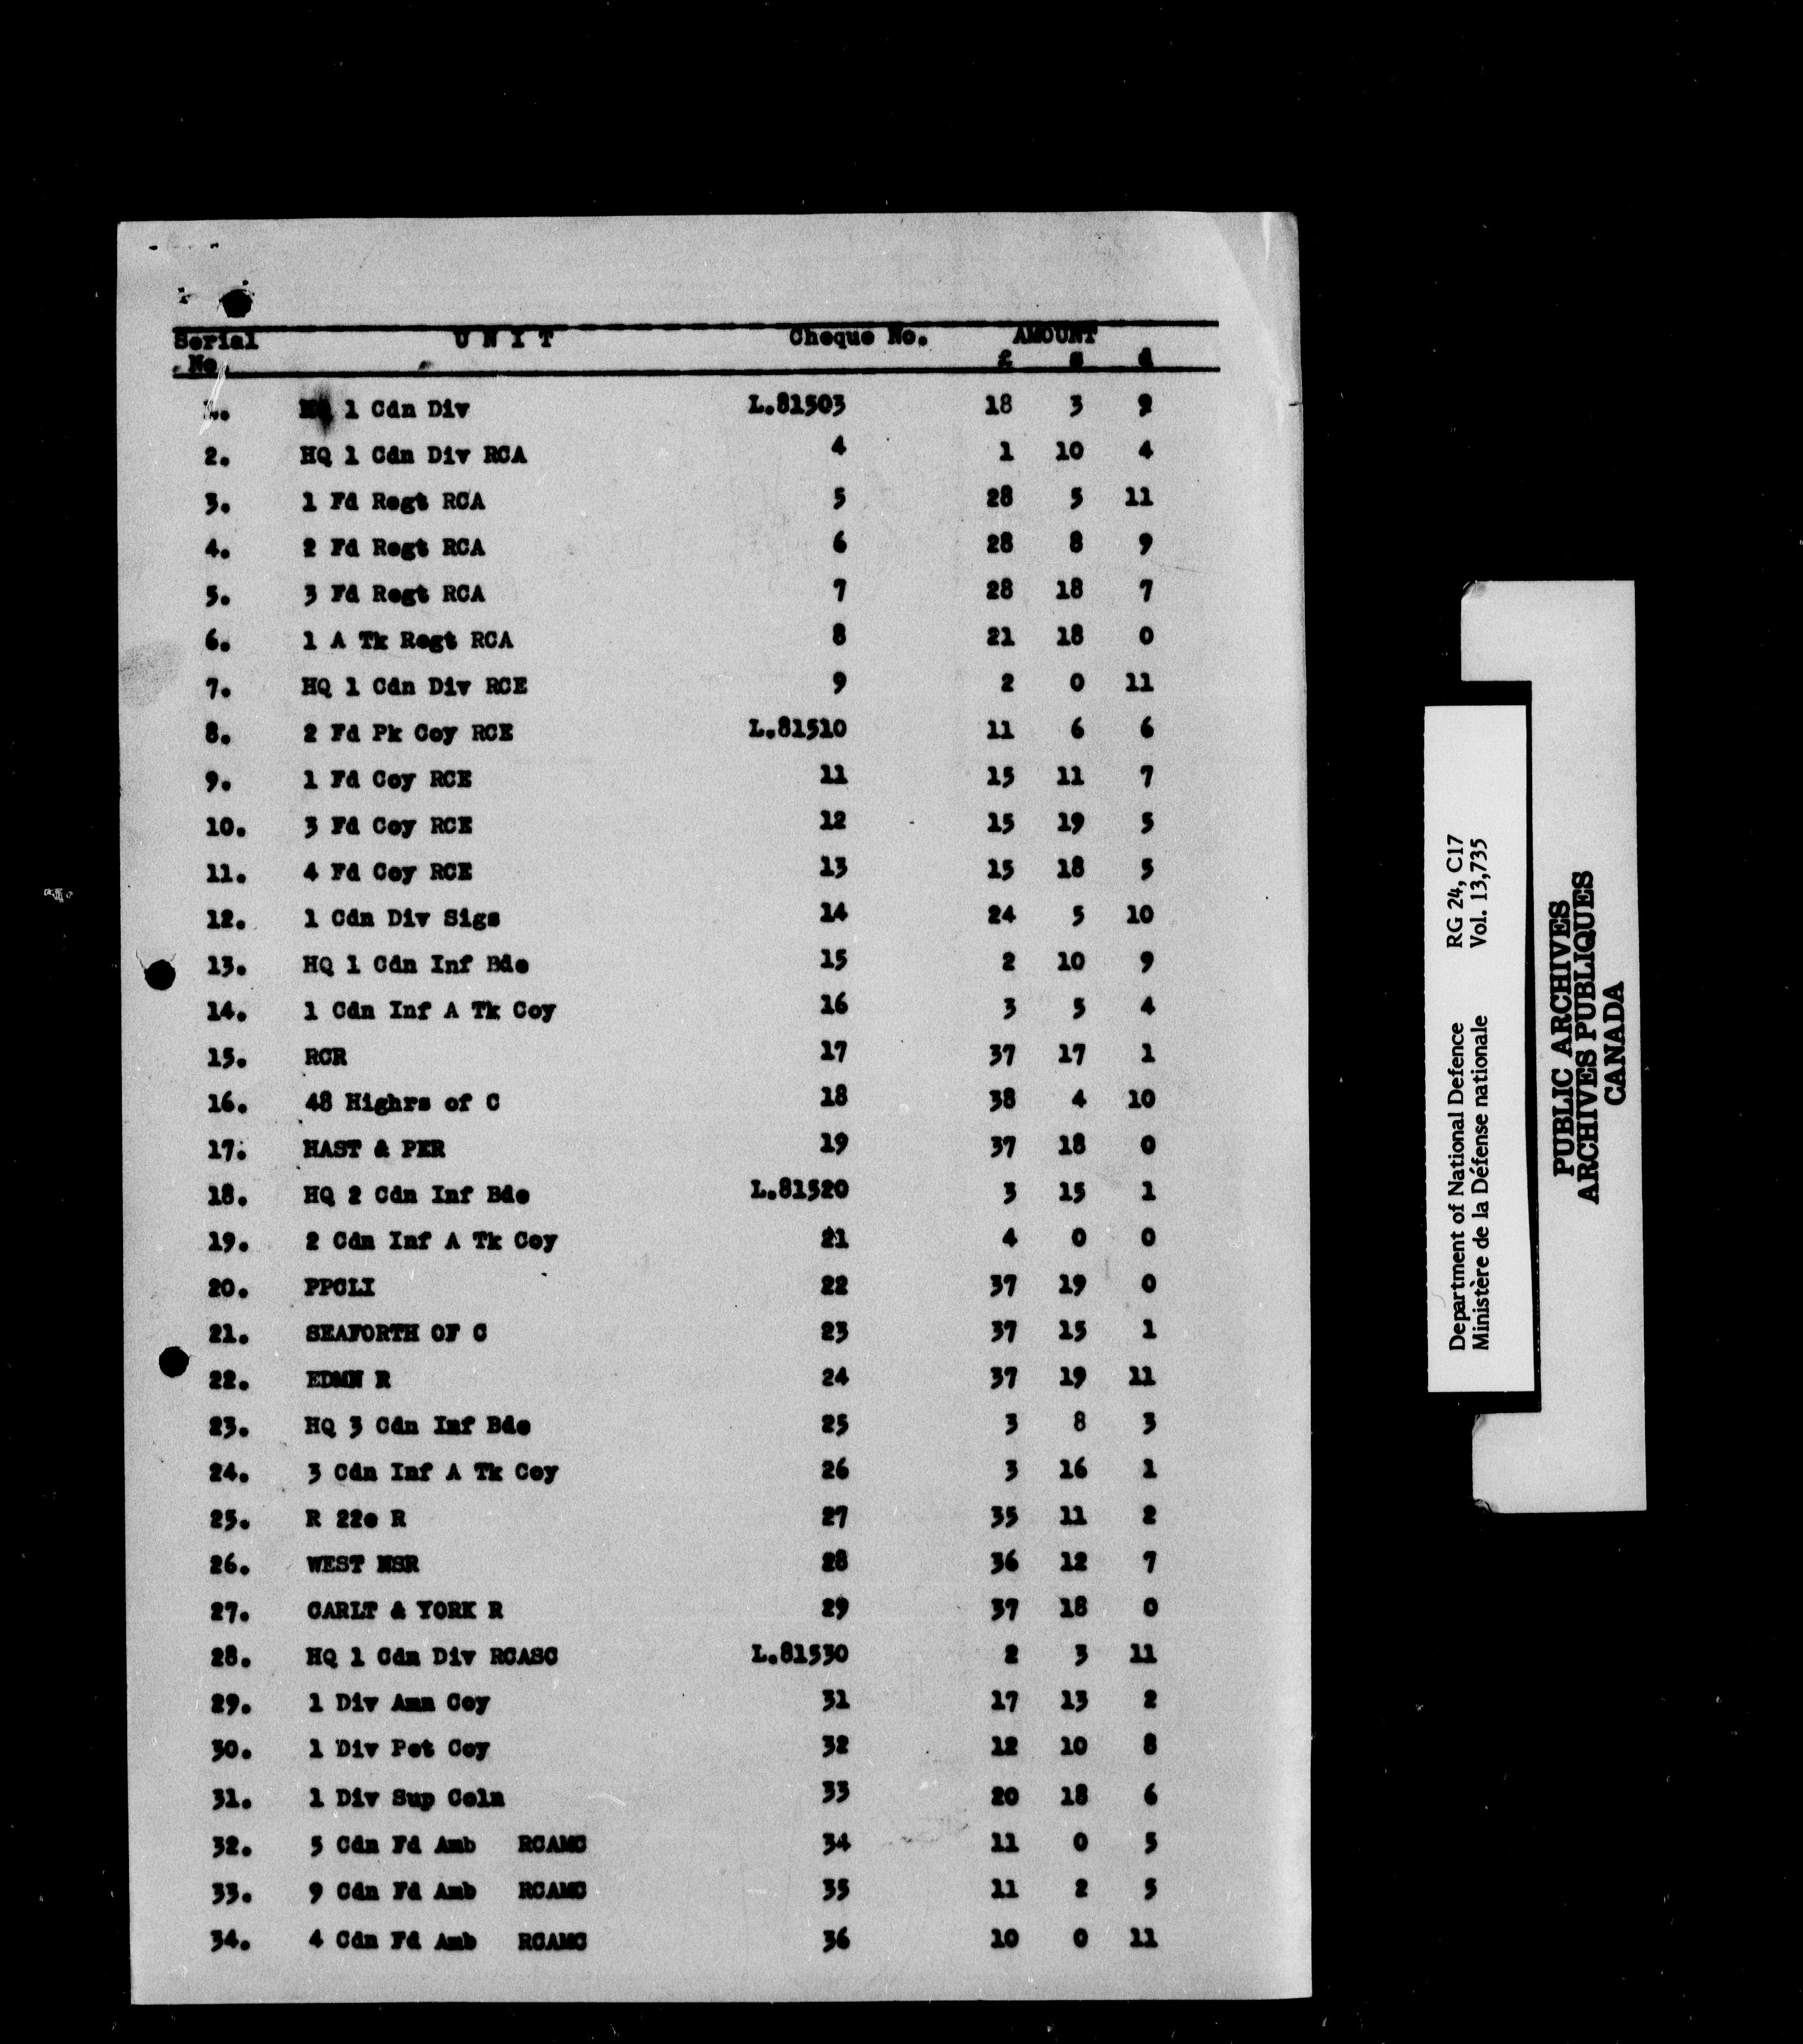 Serial UNIT Cheque No. AMOUNT
No. £ s d
1. HQ 1 Cdn Div L.81503 18 3 9
2. HQ 1 Cdn Div RCA 4 1 10 4
3. 1 Fd Regt RCA 5 28 5 11
4. 2 Fd Regt RCA 6 28 8 9
5. 3 Fd Regt RCA 7 28 18 7
6. 1 A Tk Regt RCA 8 21 18 0
7. HQ 1 Cdn Div RCE 9 2 0 11
8. 2 Fd Pk Coy RCE L.81510 11 6 6
9. 1 Fd Coy RCE 11 15 11 7
10. 3 Fd Coy RCE 12 15 19 5
11. 4 Fd Coy RCE 13 15 18 5
12. 1 Cdn Div Sigs 14 24 5 10
13. HQ 1 Cdn Inf Bde 15 2 10 9
14. 1 Cdn Inf A Tk Coy 16 3 5 4
15. RCR 17 37 17 1
16. 48 Highrs of C 18 38 4 10
17. HAST & PER 19 37 18 0
18. HQ 2 Cdn Inf Bde L.81520 3 15 1
19. 2 Cdn Inf A Tk Coy 21 4 0 0
20. PPCLI 22 37 19 0
21. SEAFORTH OF C 23 37 15 1
22. EDMN R 24 37 19 11
23. HQ 3 Cdn Inf Bde 25 3 8 3
24. 3 Cdn Inf A Tk Coy 26 3 16 1
25. R 22e R 27 35 11 2
26. WEST NSR 28 36 12 7
27. CARLT & YORK R 29 37 18 0
28. HQ 1 Cdn Div RCASC L.81530 2 3 11
29. 1 Div Amn Coy 31 17 13 2
30. 1 Div Pet Coy 32 12 10 8
31. 1 Div Sup Coln 33 20 18 6
32. 5 Cdn Fd Amb RCAMC 34 11 0 5
33. 9 Cdn Fd Amb RCAMC 35 11 2 5
34. 4 Cdn Fd Amb RCAMC 36 10 0 11
Department of National Defence RG 24, C17
Ministère de la Défense nationale Vol. 13,735
PUBLIC ARCHIVES
ARCHIVES PUBLIQUES
CANADA